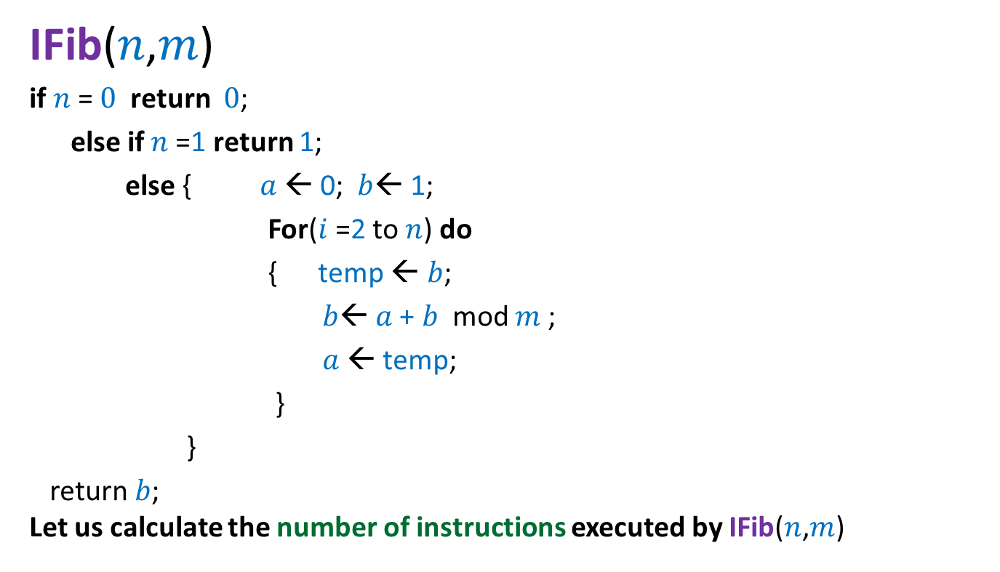 IFib(n,m)
if n = 0 return 0;
else if n =1 return 1;
else { a ← 0; b← 1;
For(i =2 to n) do
{ temp ← b;
b← a + b mod m ;
a ← temp;
}
}
return b;
Let us calculate the number of instructions executed by IFib(n,m)